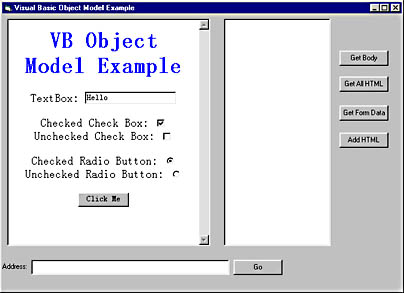 Visual Basic Object Model Example
VB Object
Model Example
TextBox: Hello
Checked Check Box:
Unchecked Check Box:
Checked Radio Button:
Unchecked Radio Button:
Click Me
Get Body
Get All HTML
Get Form Data
Add HTML
Address:
Go